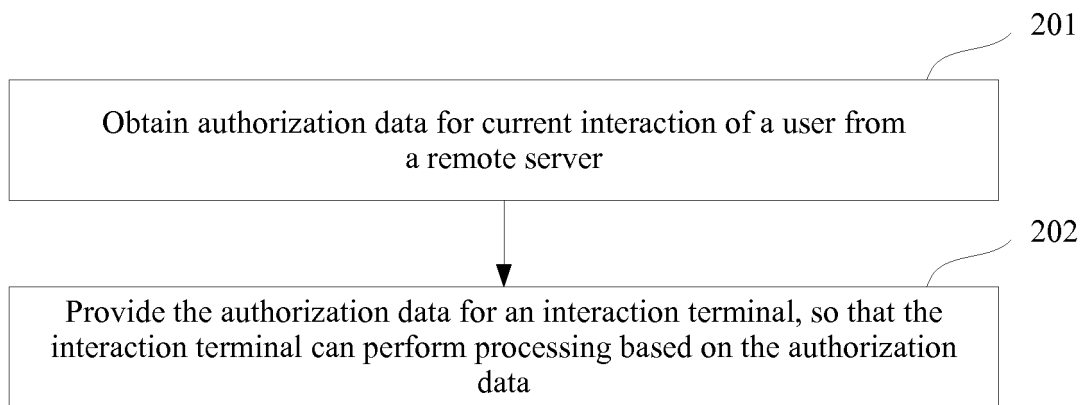 201
Obtain authorization data for current interaction of a user from
a remote server
202
Provide the authorization data for an interaction terminal, so that the
interaction terminal can perform processing based on the authorization
data